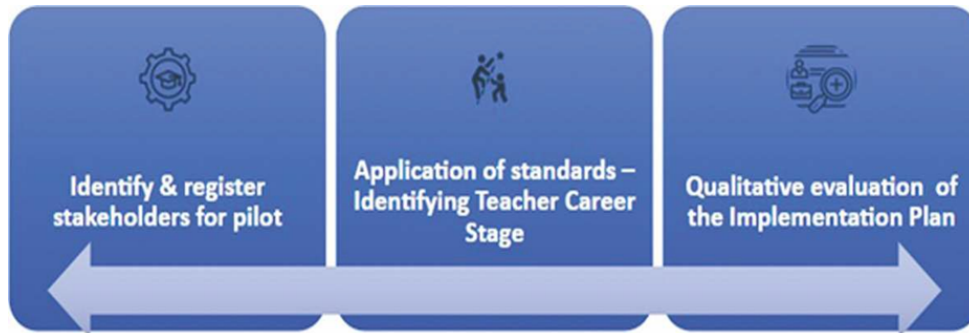 Identify & register
stakeholders for pilot
Application of standards –
Identifying Teacher Career
Stage
Qualitative evaluation of
the Implementation Plan